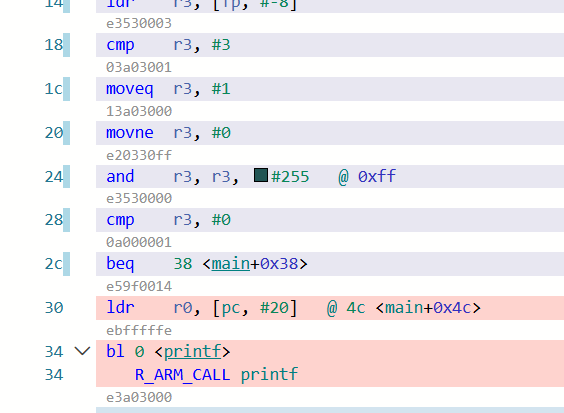 14 ldr r3, [fp, #-8]
e3530003
18 cmp r3, #3
03a03001
1c moveq r3, #1
13a03000
20 movne r3, #0
e20330ff
24 and r3, r3, #255 @ 0xff
e3530000
28 cmp r3, #0
0a000001
2c beq 38 <main+0x38>
e59f0014
30 ldr r0, [pc, #20] @ 4c <main+0x4c>
ebfffffe
34 bl 0 <printf>
34 R_ARM_CALL printf
e3a03000